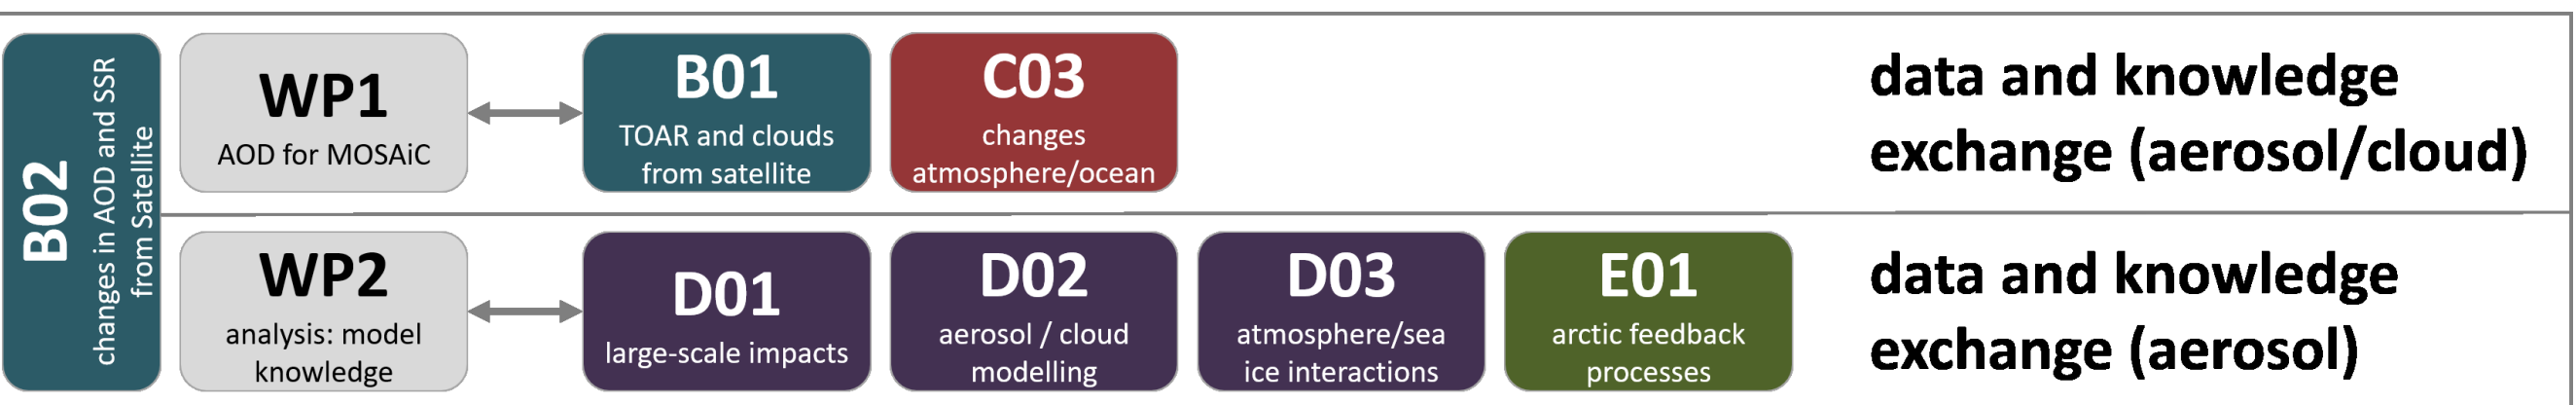 B02
changes in AOD and SSR
from Satellite
WP1
AOD for MOSAiC
B01
TOAR and clouds
from satellite
C03
changes
atmosphere/ocean
data and knowledge
exchange (aerosol/cloud)
WP2
analysis: model
knowledge
D01
large-scale impacts
D02
aerosol / cloud
modelling
D03
atmosphere/sea
ice interactions
E01
arctic feedback
processes
data and knowledge
exchange (aerosol)